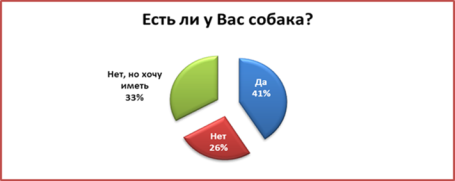 Есть ли у Вас собака?
Нет, но хочу
иметь
33%
Да
41%
Нет
26%